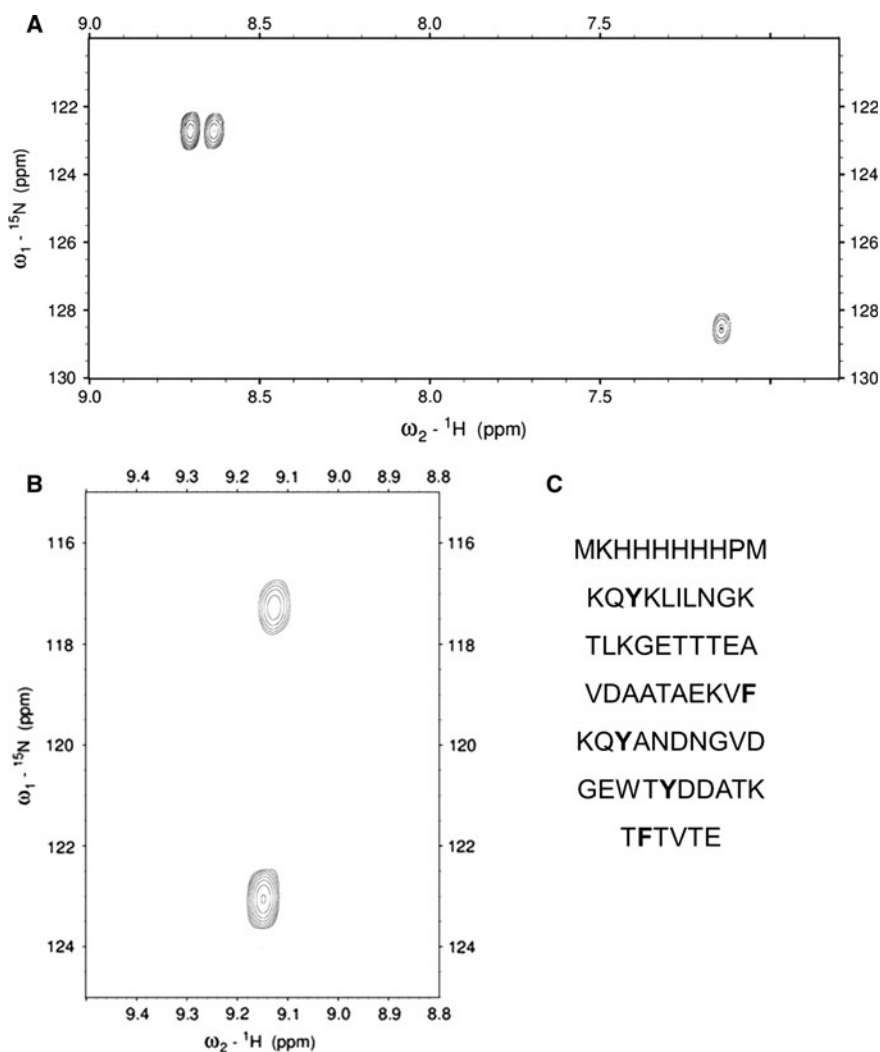 A
9.0 8.5 8.0 7.5
122 122
124 124
126 126
128 128
130 130
9.0 8.5 8.0 7.5
ω1 - 15N (ppm)
ω2 - 1H (ppm)
B
9.4 9.3 9.2 9.1 9.0 8.9 8.8
116 116
118 118
120 120
122 122
124 124
9.4 9.3 9.2 9.1 9.0 8.9 8.8
ω1 - 15N (ppm)
ω2 - 1H (ppm)
C
MKHHHHHHPM
KQYKLILNGK
TLKGETTTEA
VDAATAEKVF
KQYANDNGVD
GEWTYDDATK
TFTVTE